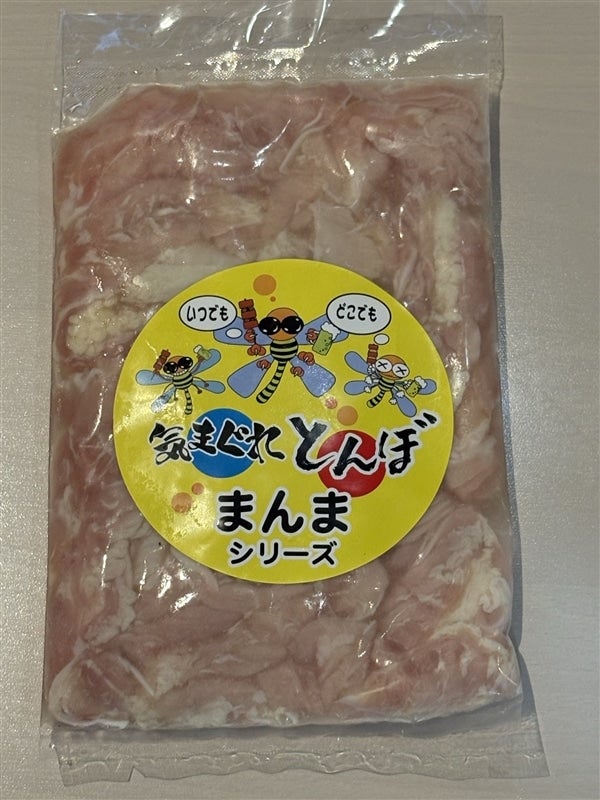 いつでも
どこでも
気まぐれとんぼ
まんま
シリーズ